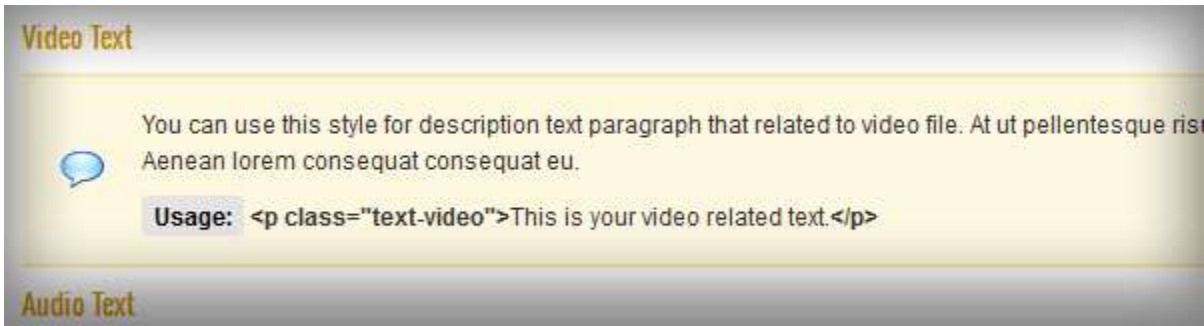 Video Text
You can use this style for description text paragraph that related to video file. At ut pellentesque
Aenean lorem consequat consequat eu.
Usage: <p class="text-video">This is your video related text.</p>
Audio Text